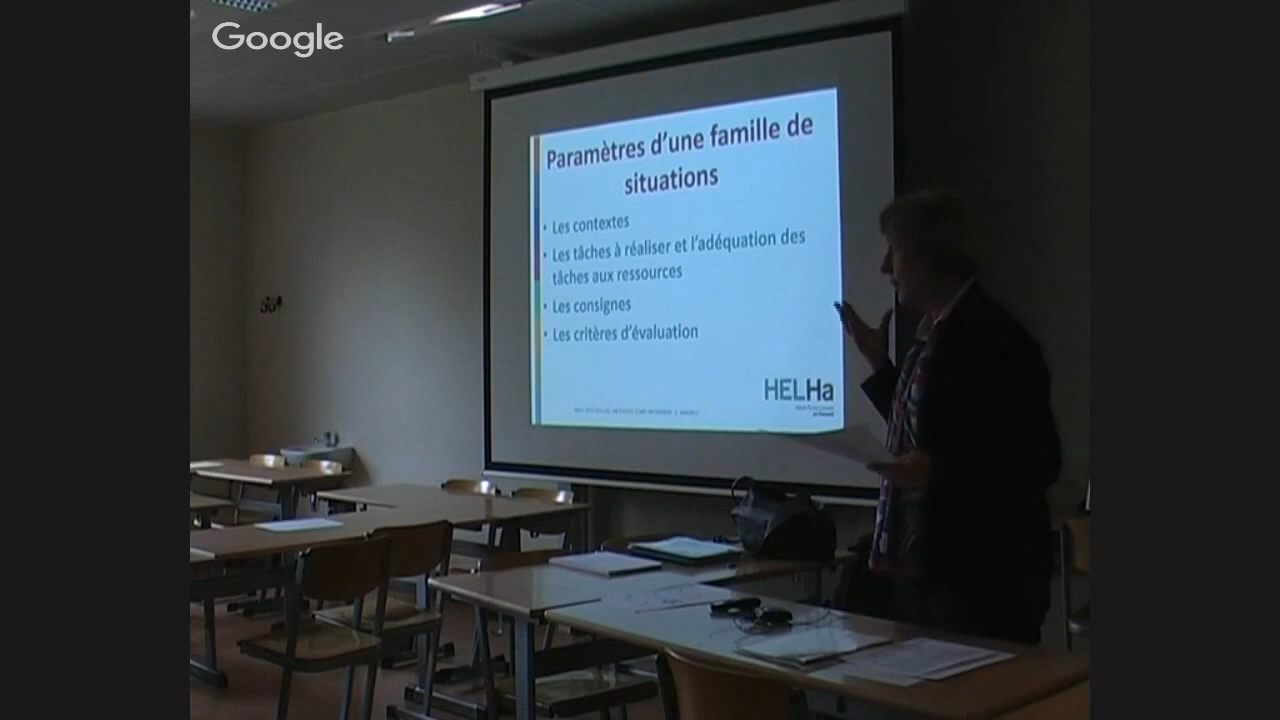 Google
Paramètres d’une famille de
situations
• Les contextes
• Les tâches à réaliser et l’adéquation des
tâches aux ressources
• Les consignes
• Les critères d’évaluation
HELHa